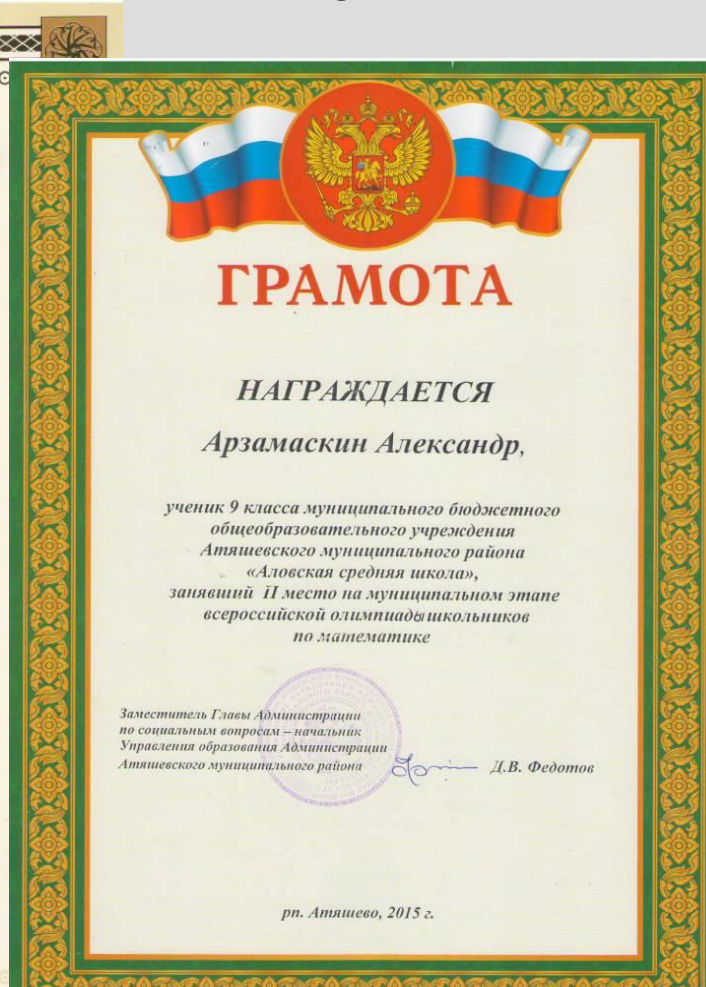 ГРАМОТА
НАГРАЖДАЕТСЯ
Арзамаскин Александр,
ученик 9 класса муниципального бюджетного
общеобразовательного учреждения
Атяшевского муниципального района
«Аловская средняя школа»,
занявший II место на муниципальном этапе
всероссийской олимпиады школьников
по математике
Заместитель Главы Администрации
по социальным вопросам – начальник
Управления образования Администрации
Атяшевского муниципального района Д.В. Федотов
рп. Атяшево, 2015 г.